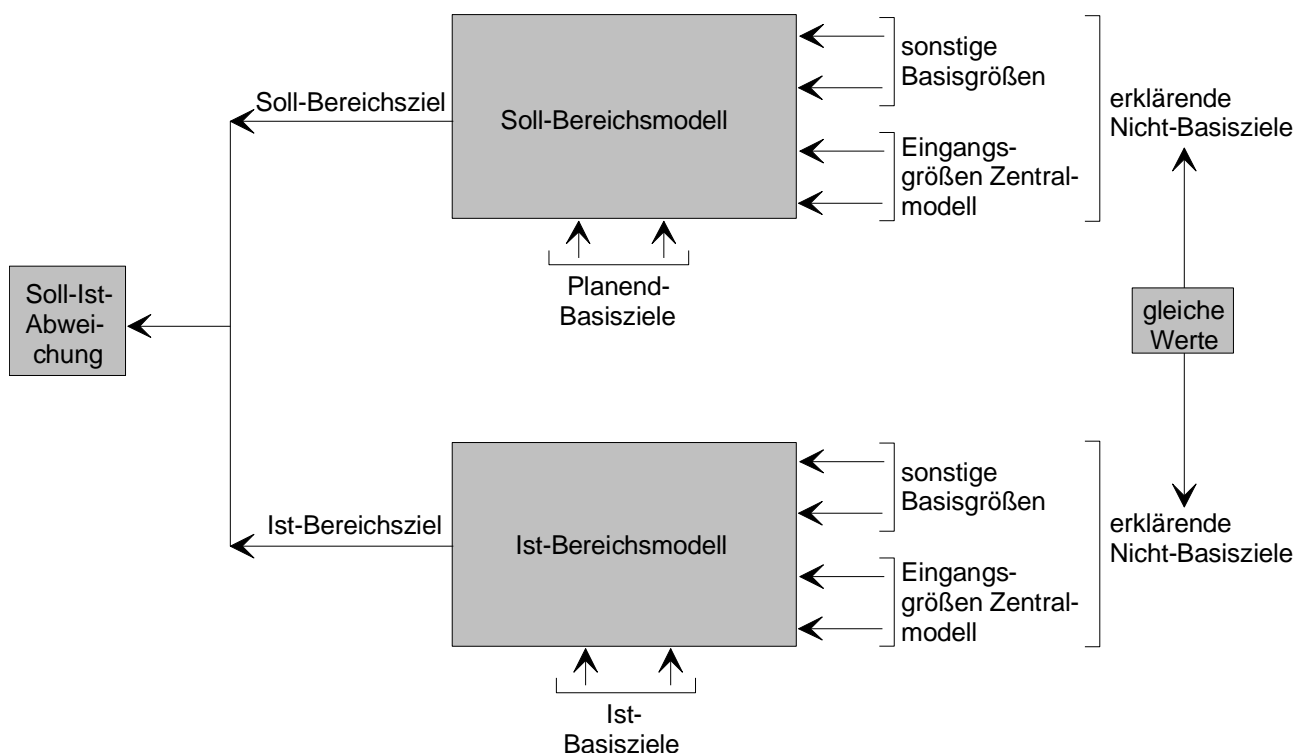 sonstige
Basisgrößen
Soll-Bereichsziel
erklärende
Nicht-Basisziele
Soll-Bereichsmodell
Eingangs-
größen Zentral-
modell
Planend-
Basisziele
Soll-Ist-
Abwei-
chung
gleiche
Werte
sonstige
Basisgrößen
Ist-Bereichsziel
erklärende
Nicht-Basisziele
Ist-Bereichsmodell
Eingangs-
größen Zentral-
modell
Ist-
Basisziele